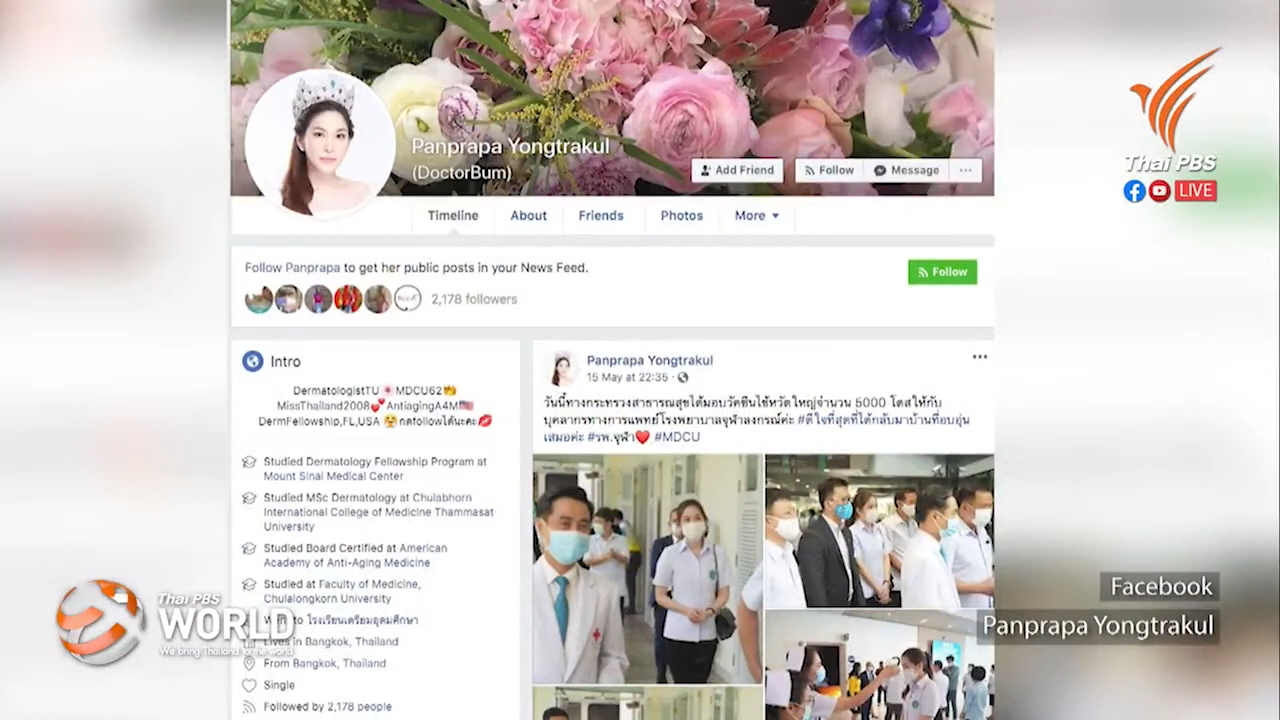 Panprapa Yongtrakul
(DoctorBum)
Add Friend
Follow
Message
Thai PBS
LIVE
Timeline
About
Friends
Photos
More
Follow Panprapa to get her public posts in your News Feed.
Follow
2,178 followers
Intro
DermatologistTU🌸MDCU62👏
MissThailand2008💕AntiagingA4M🇺🇸
DermFellowship,FL,USA กดfollowได้นะคะ💋
Studied Dermatology Fellowship Program at
Mount Sinai Medical Center
Studied MSc Dermatology at Chulabhorn
International College of Medicine Thammasat
University
Studied Board Certified at American
Academy of Anti-Aging Medicine
Studied at Faculty of Medicine,
Chulalongkorn University
to โรงเรียนเตรียมอุดมศึกษา
Lives in Bangkok, Thailand
From Bangkok, Thailand
Single
Followed by 2,178 people
Panprapa Yongtrakul
15 May at 22:35
วันนี้ทางกระทรวงสาธารณสุขได้มอบวัคซีนไข้หวัดใหญ่จำนวน 5000 โดสให้กับ
บุคลากรทางการแพทย์โรงพยาบาลจุฬาลงกรณ์ค่ะ #ดีใจที่สุดที่ได้กลับมาบ้านที่อบอุ่น
เสมอค่ะ #รพ.จุฬา❤️ #MDCU
Thai PBS
WORLD
We bring Thailand to the world
Facebook
Panprapa Yongtrakul